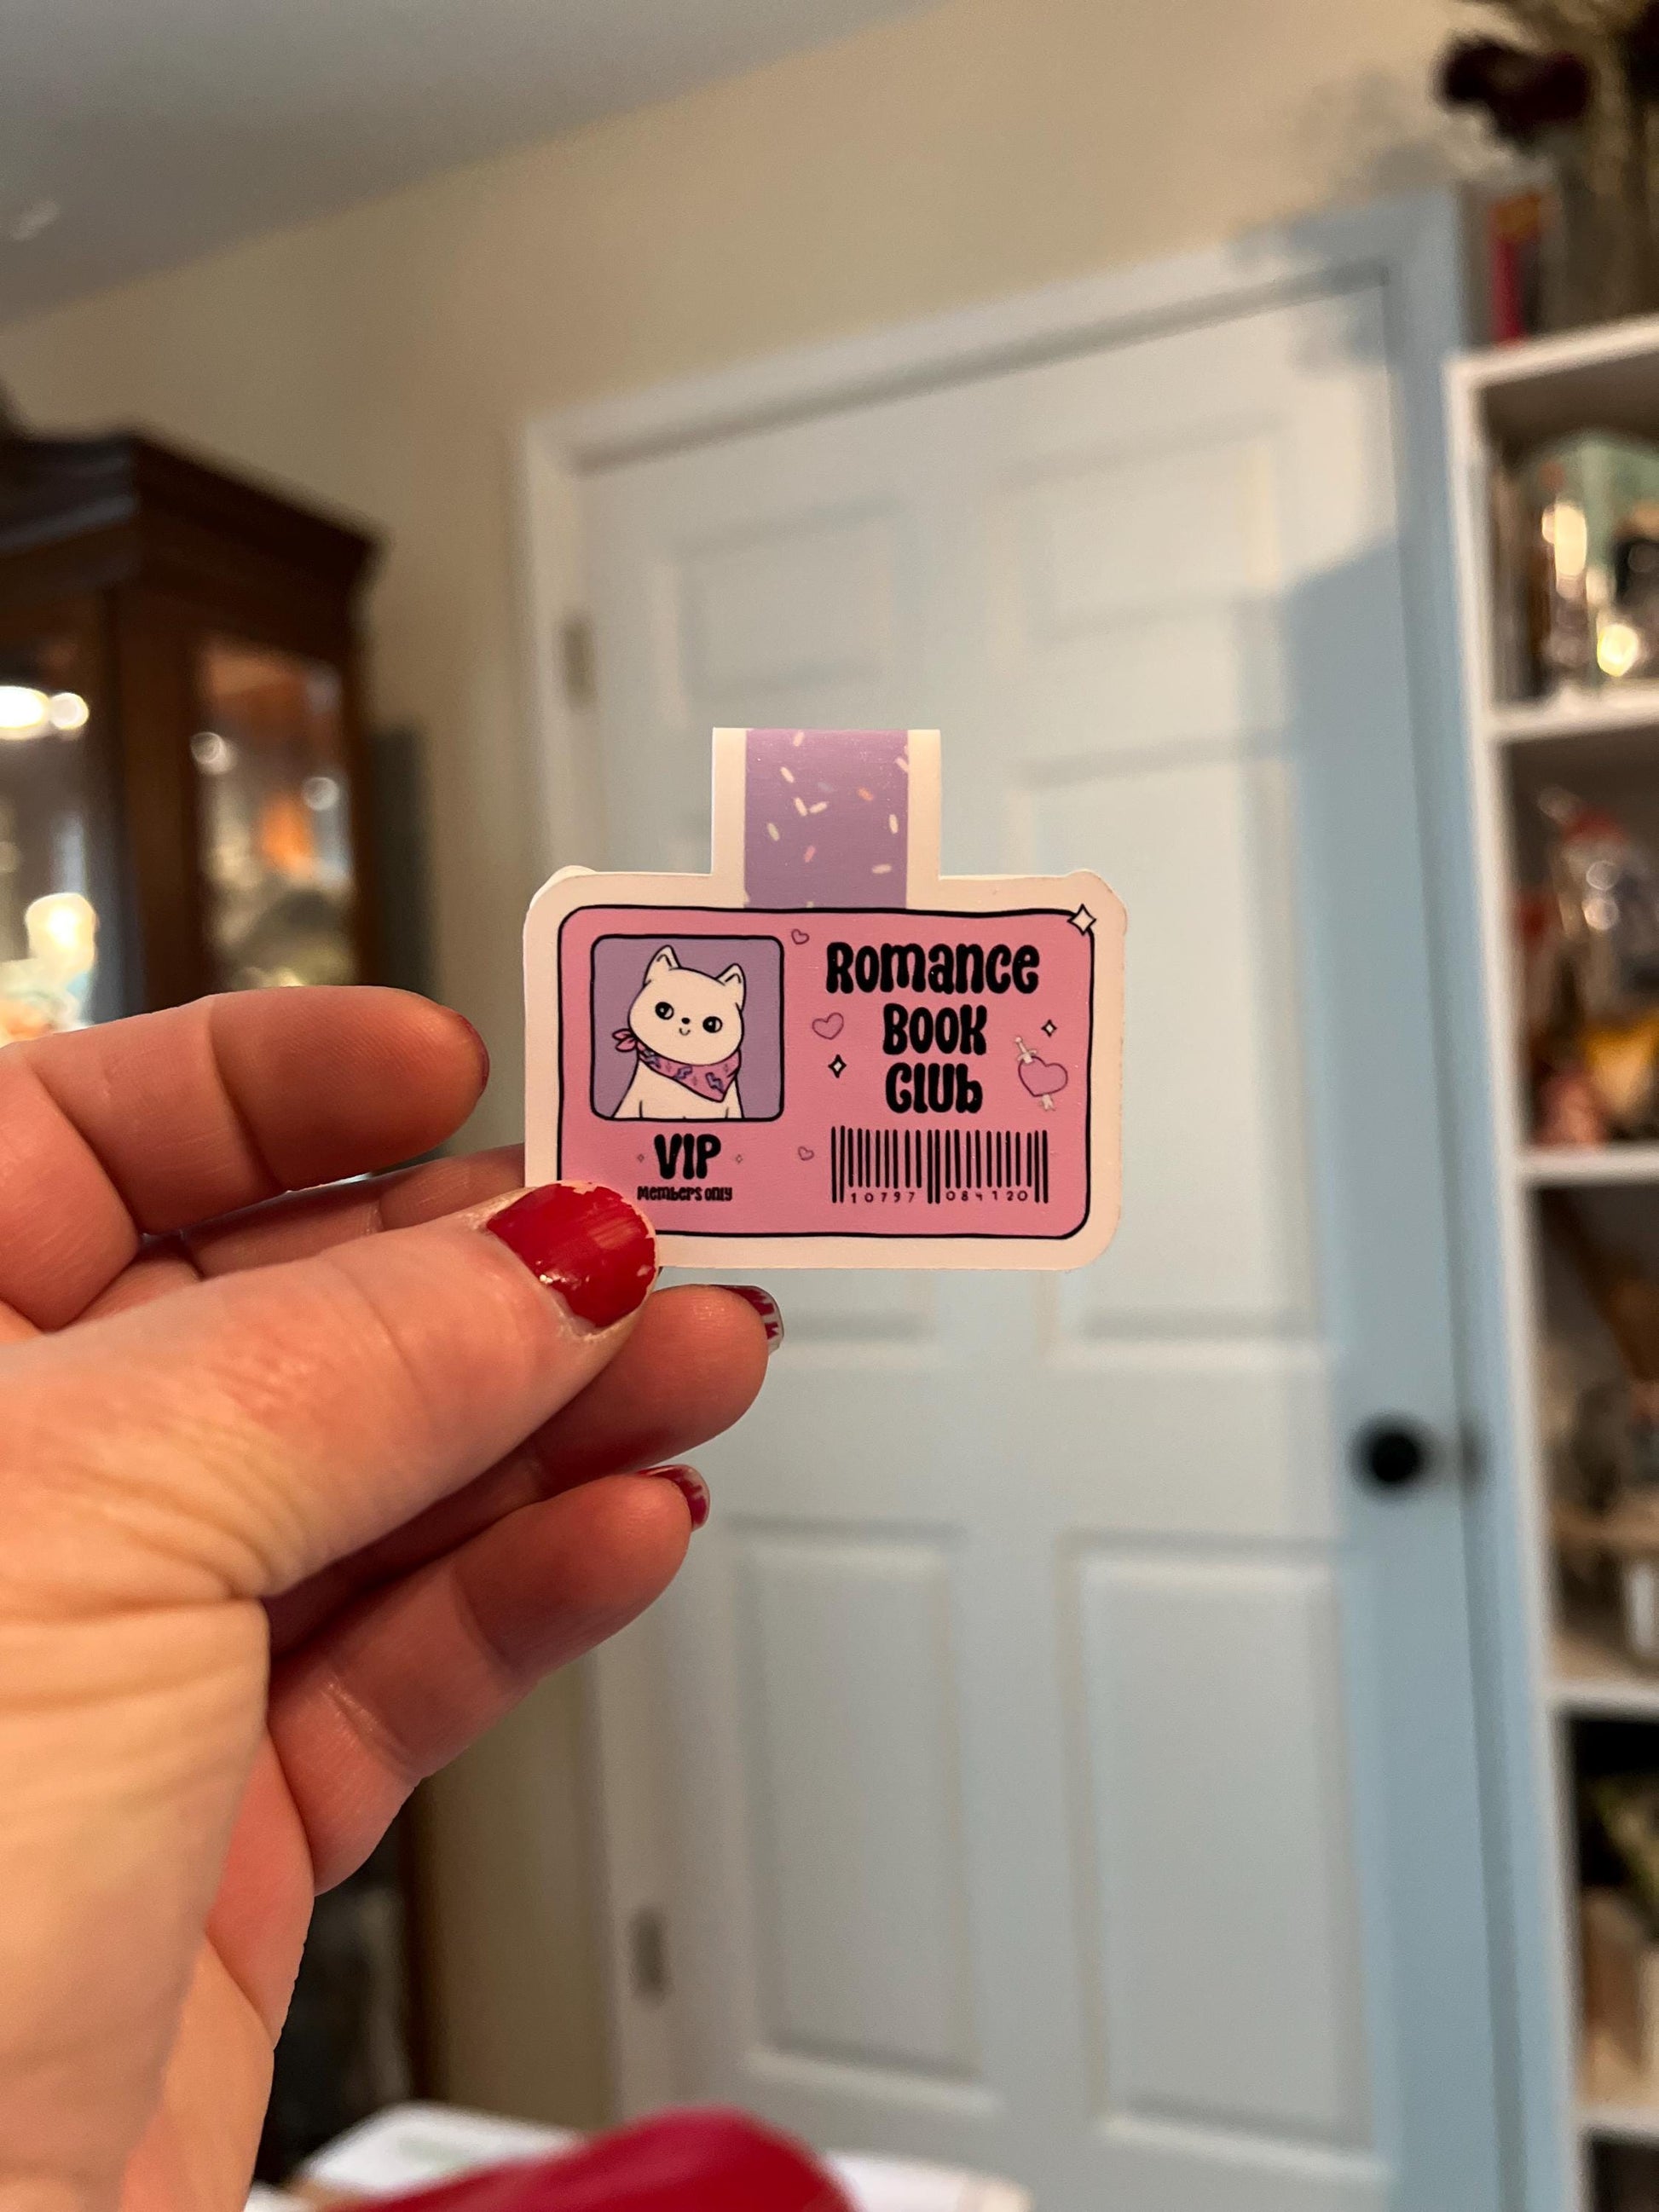 Romance
Book
Club
VIP
Members only
10797 084120